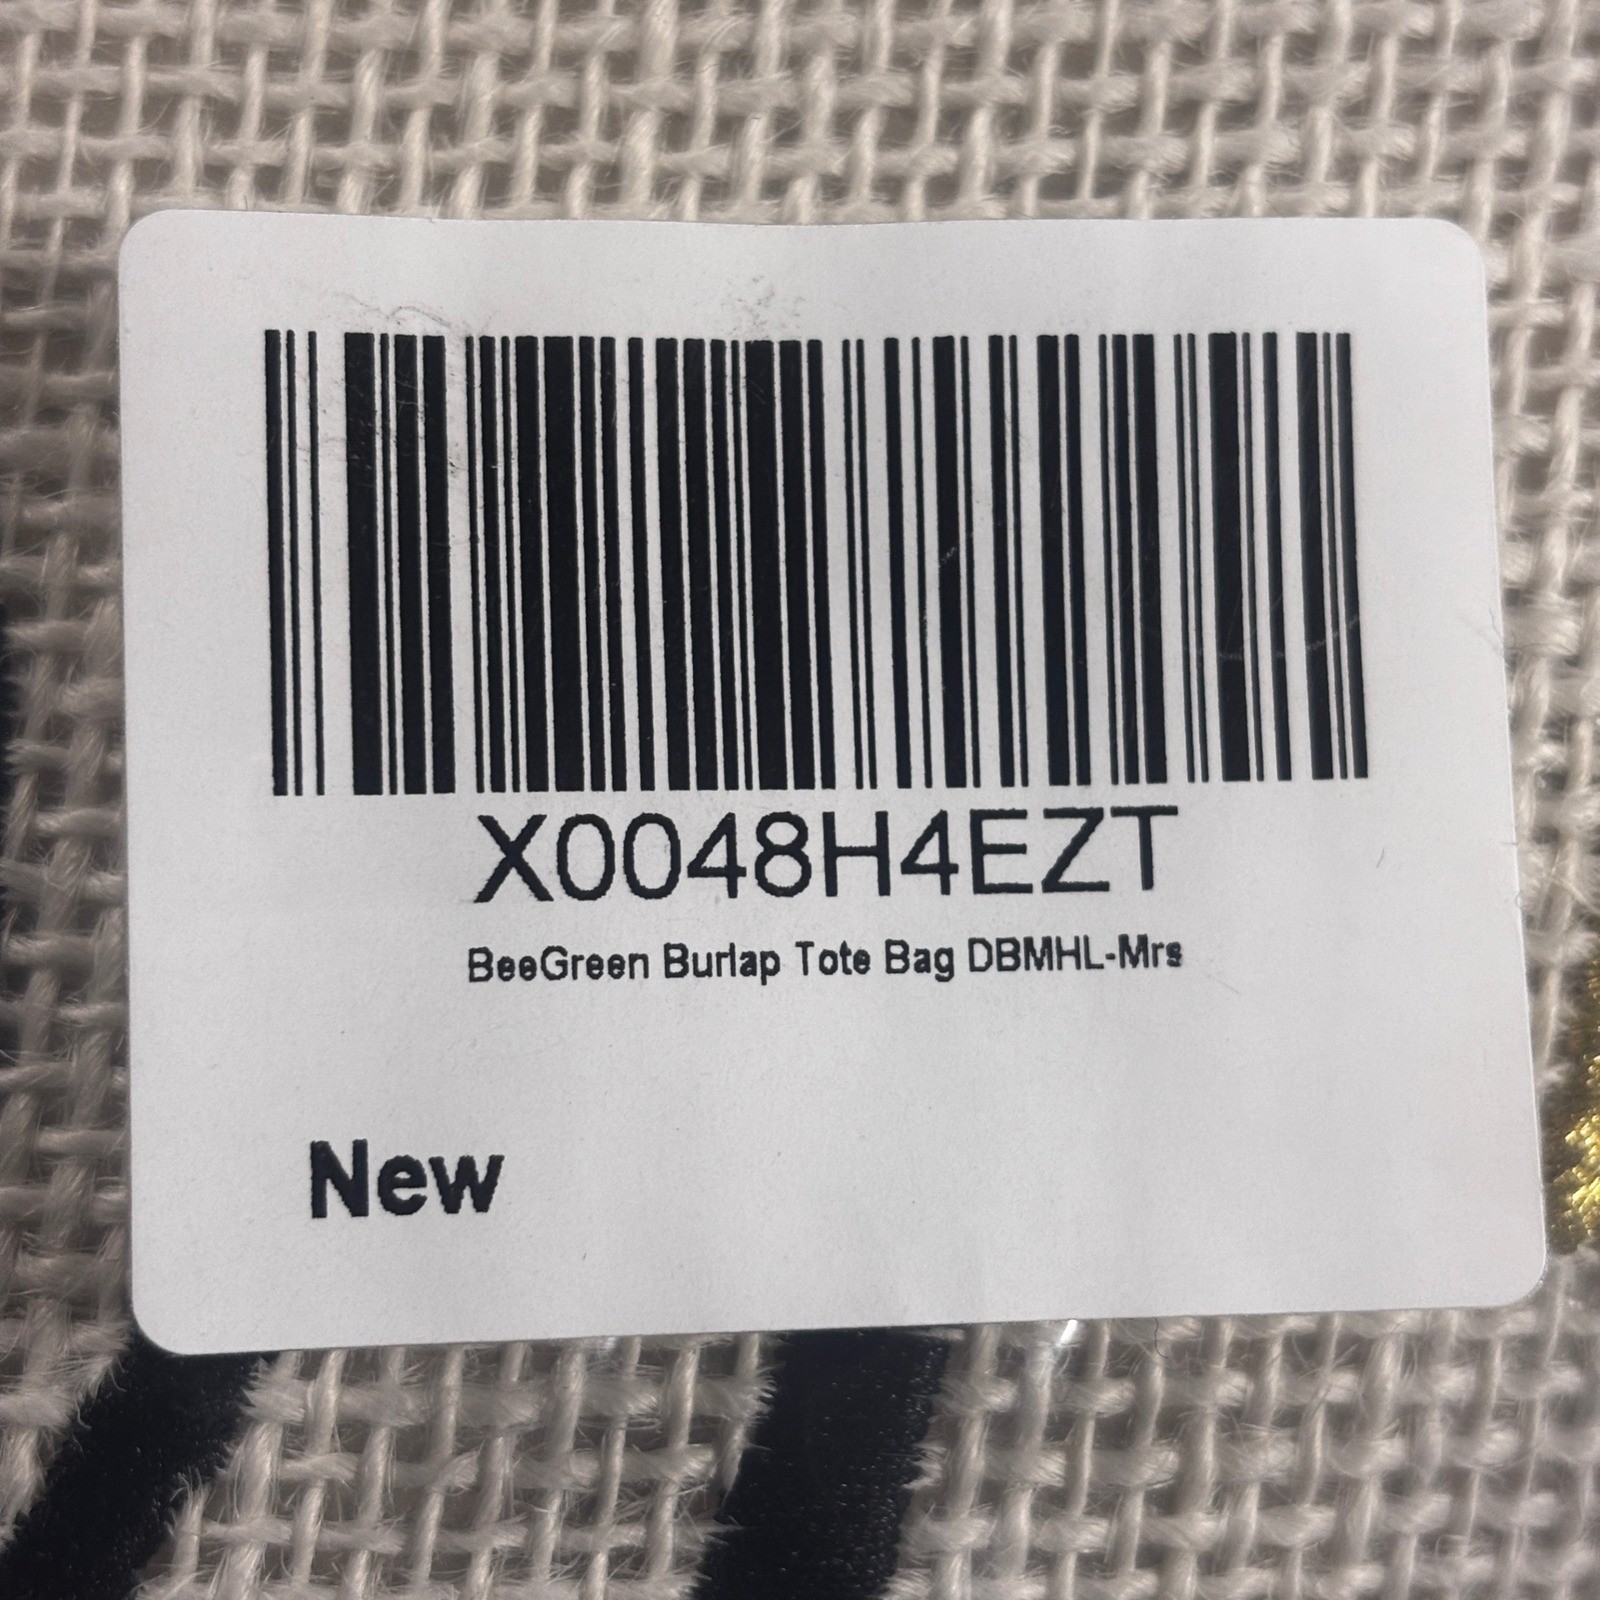 X0048H4EZT
BeeGreen Burlap Tote Bag DBMHL-Mrs
New